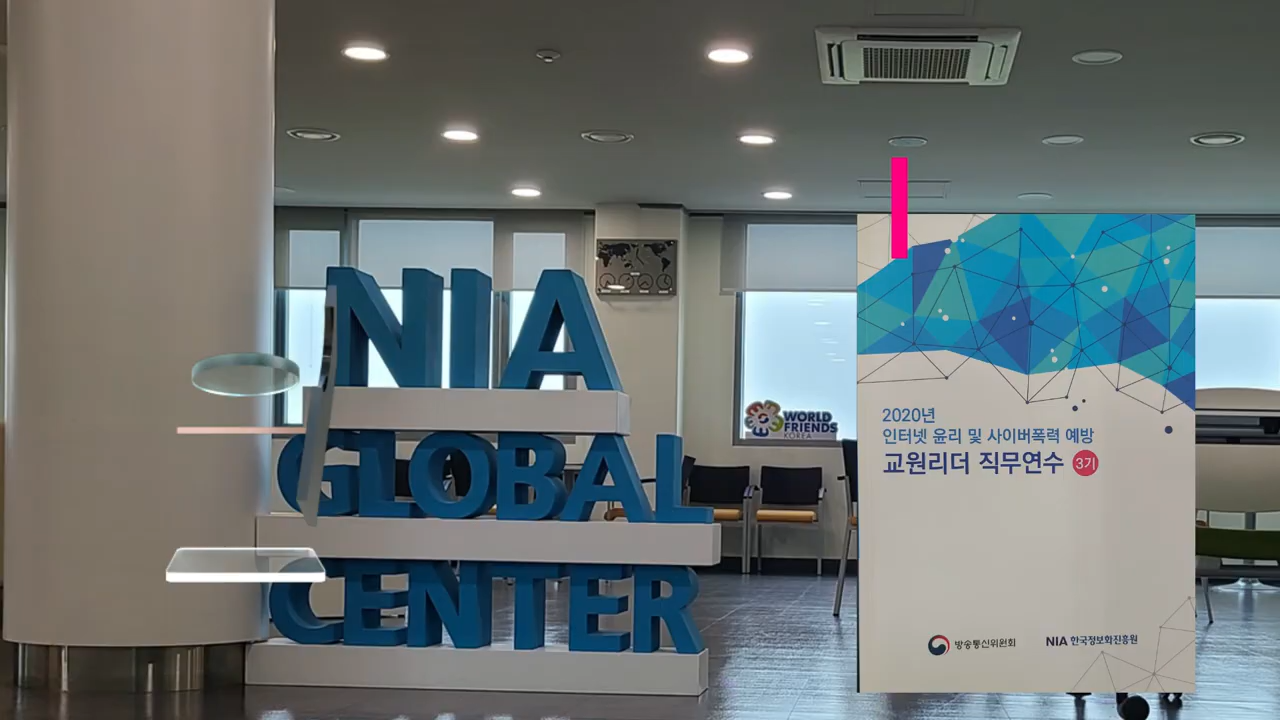 NIA
GLOBAL
CENTER
WORLD
FRIENDS
KOREA
2020년
인터넷 윤리 및 사이버폭력 예방
교원리더 직무연수 3기
방송통신위원회
NIA 한국정보화진흥원